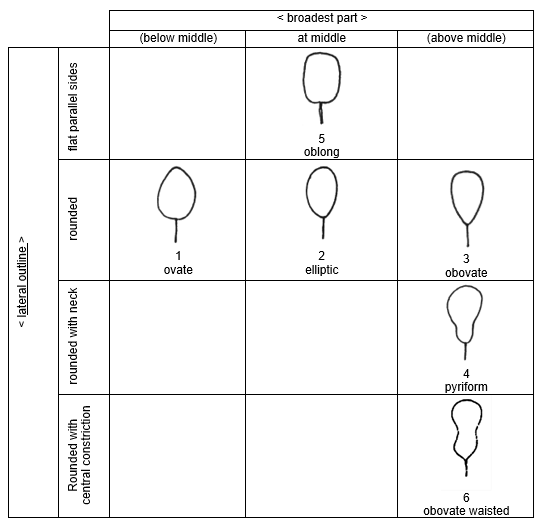 < broadest part >
(below middle)
at middle
(above middle)
< lateral outline >
flat parallel sides
5
oblong
rounded
1
ovate
2
elliptic
3
obovate
rounded with neck
4
pyriform
Rounded with
central constriction
6
obovate waisted